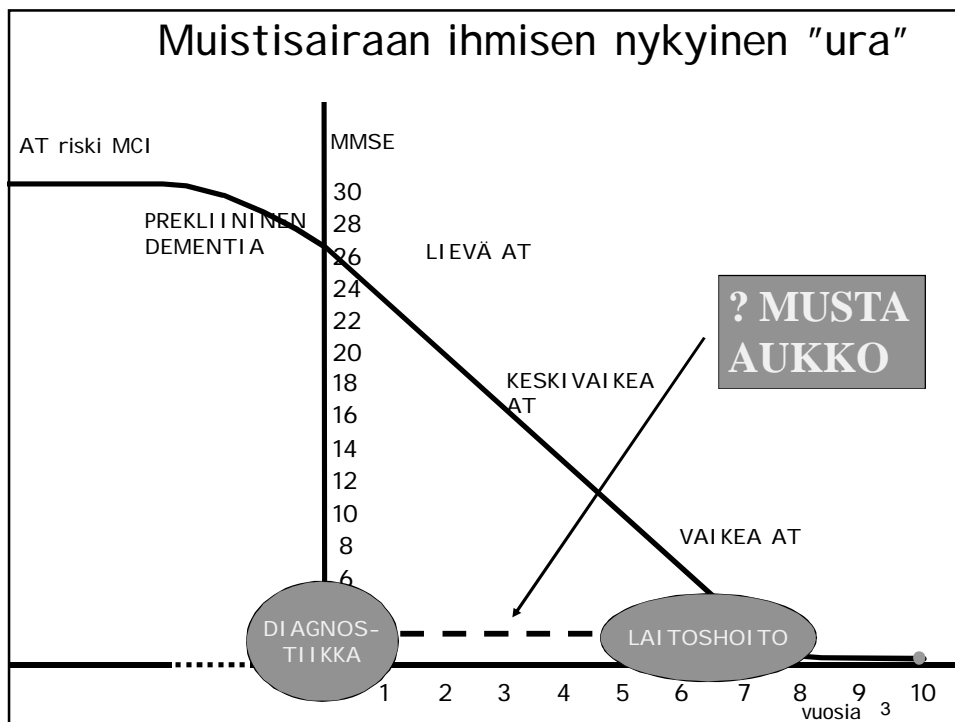 Muistisairaan ihmisen nykyinen "ura"
AT riski MCI
MMSE
30
28
PREKLIININEN
DEMENTIA
26
LIEVÄ AT
24
22
? MUSTA
AUKKO
20
18
KESKIVAIKEA
AT
16
14
12
10
8
VAIKEA AT
6
DIAGNOS-
TIIKKA
LAITOSHOITO
1 2 3 4 5 6 7 8 9 10
vuosia 3